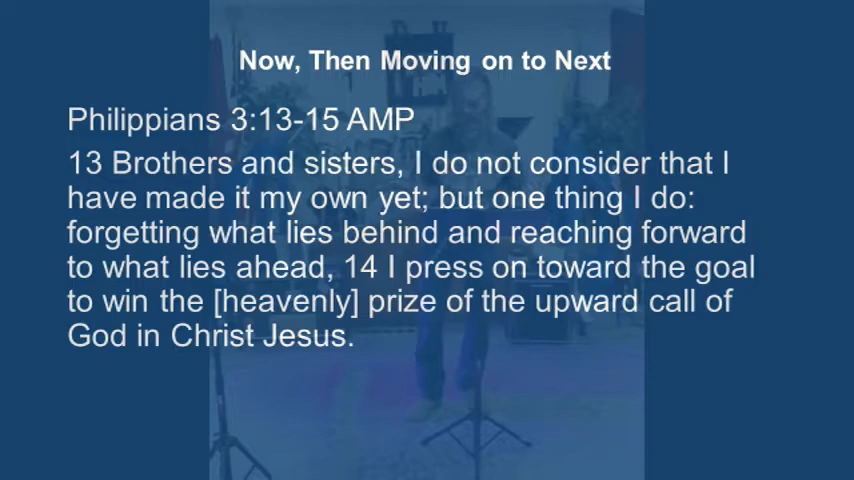 Now, Then Moving on to Next
Philippians 3:13-15 AMP
13 Brothers and sisters, I do not consider that I
have made it my own yet; but one thing I do:
forgetting what lies behind and reaching forward
to what lies ahead, 14 I press on toward the goal
to win the [heavenly] prize of the upward call of
God in Christ Jesus.